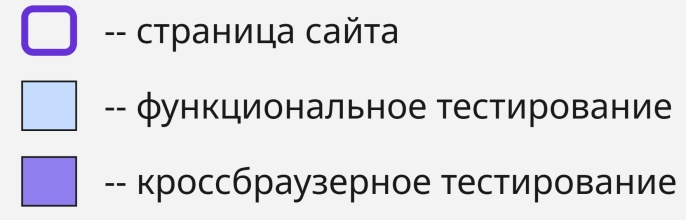 -- страница сайта
-- функциональное тестирование
-- кроссбраузерное тестирование